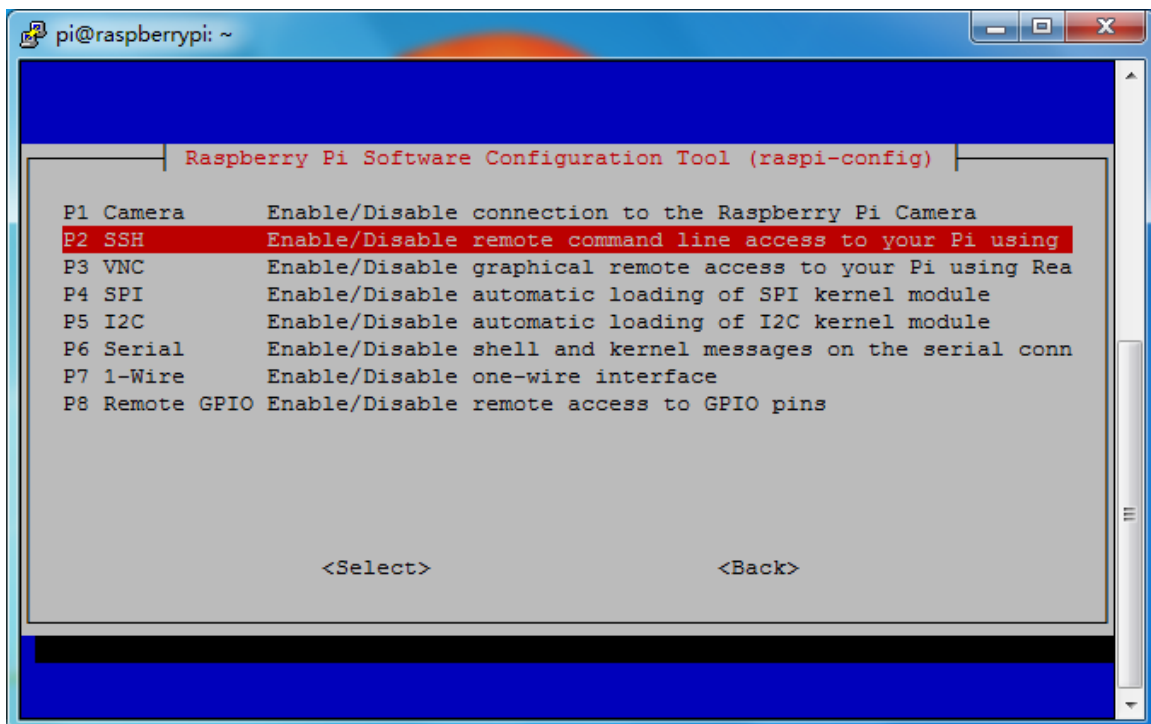 pi@raspberrypi: ~
Raspberry Pi Software Configuration Tool (raspi-config)
P1 Camera Enable/Disable connection to the Raspberry Pi Camera
P2 SSH Enable/Disable remote command line access to your Pi using
P3 VNC Enable/Disable graphical remote access to your Pi using Rea
P4 SPI Enable/Disable automatic loading of SPI kernel module
P5 I2C Enable/Disable automatic loading of I2C kernel module
P6 Serial Enable/Disable shell and kernel messages on the serial conn
P7 1-Wire Enable/Disable one-wire interface
P8 Remote GPIO Enable/Disable remote access to GPIO pins
<Select> <Back>